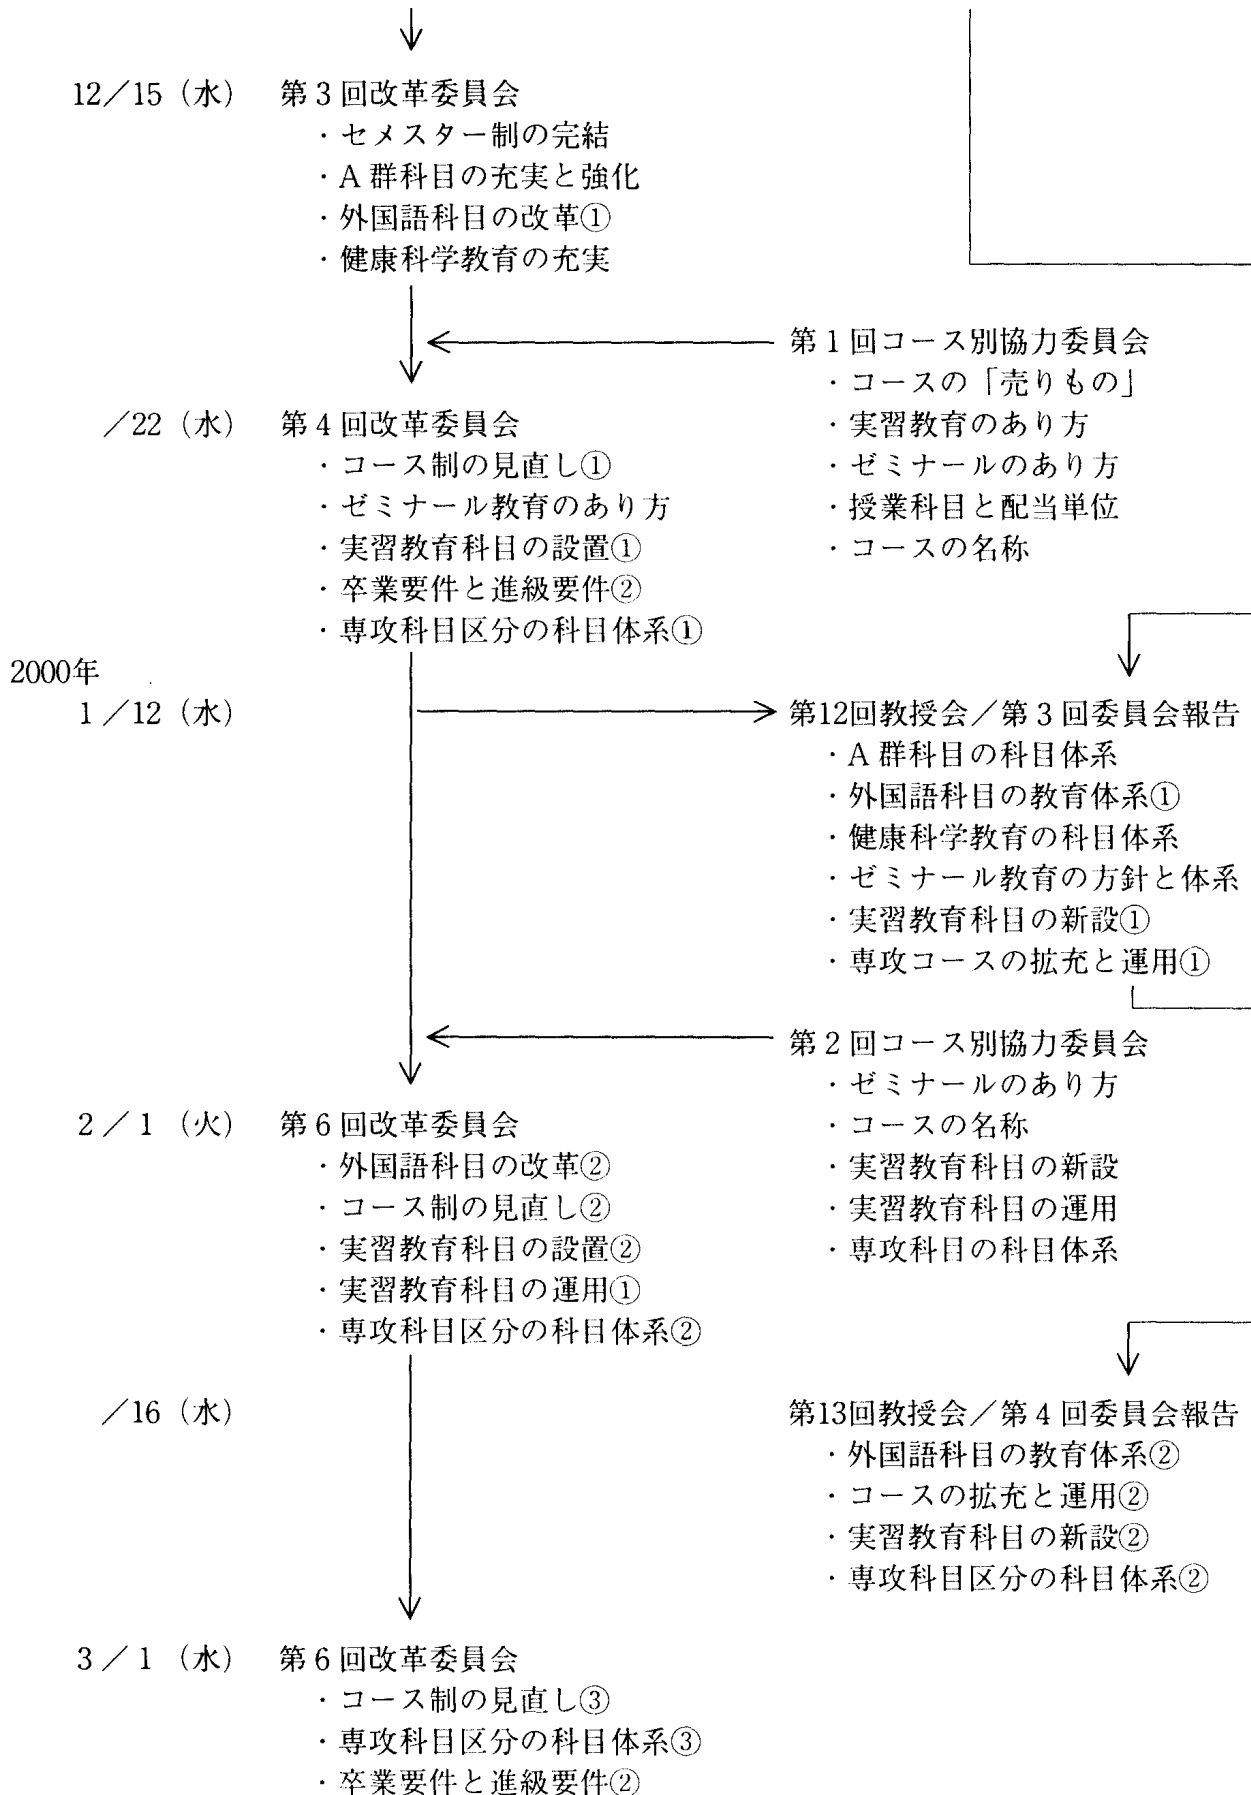 12／15（水） 第３回改革委員会
・セメスター制の完結
・A群科目の充実と強化
・外国語科目の改革①
・健康科学教育の充実
第１回コース別協力委員会
・コースの「売りもの」
・実習教育のあり方
・ゼミナールのあり方
・授業科目と配当単位
・コースの名称
／22（水） 第４回改革委員会
・コース制の見直し①
・ゼミナール教育のあり方
・実習教育科目の設置①
・卒業要件と進級要件②
・専攻科目区分の科目体系①
2000年
1／12（水）
第12回教授会／第３回委員会報告
・A群科目の科目体系
・外国語科目の教育体系①
・健康科学教育の科目体系
・ゼミナール教育の方針と体系
・実習教育科目の新設①
・専攻コースの拡充と運用①
第２回コース別協力委員会
・ゼミナールのあり方
・コースの名称
・実習教育科目の新設
・実習教育科目の運用
・専攻科目の科目体系
2／1（火） 第６回改革委員会
・外国語科目の改革②
・コース制の見直し②
・実習教育科目の設置②
・実習教育科目の運用①
・専攻科目区分の科目体系②
／16（水）
第13回教授会／第４回委員会報告
・外国語科目の教育体系②
・コースの拡充と運用②
・実習教育科目の新設②
・専攻科目区分の科目体系②
3／1（水） 第６回改革委員会
・コース制の見直し③
・専攻科目区分の科目体系③
・卒業要件と進級要件②